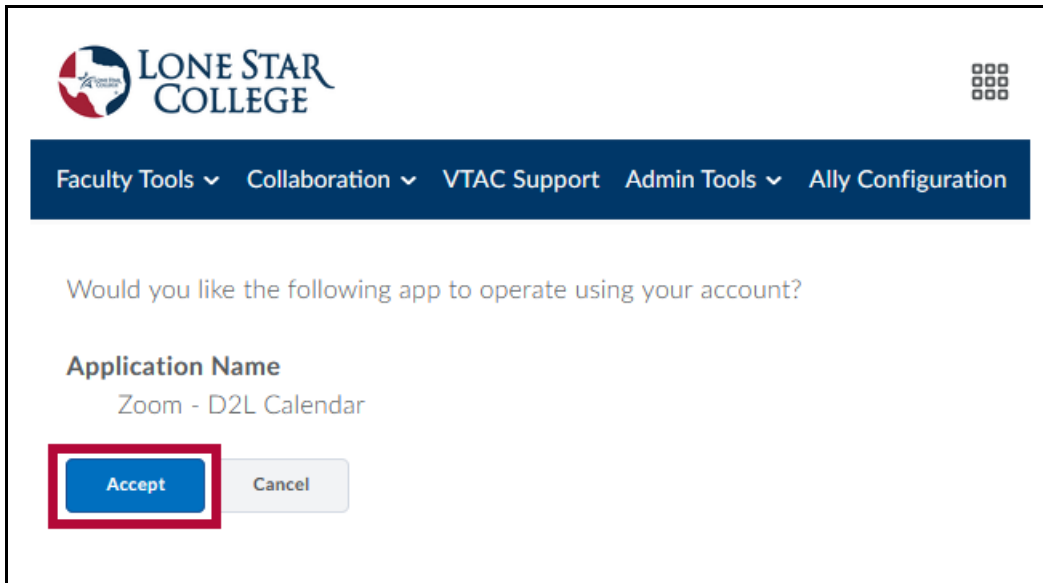 LONE STAR
COLLEGE
Faculty Tools Collaboration VTAC Support Admin Tools Ally Configuration
Would you like the following app to operate using your account?
Application Name
Zoom - D2L Calendar
Accept Cancel